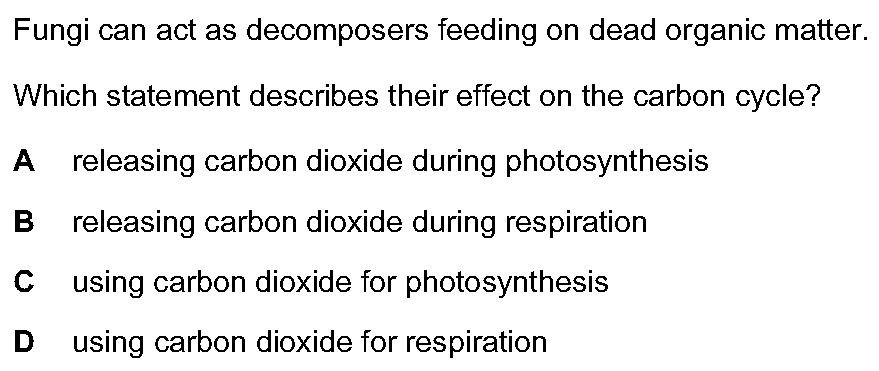 Fungi can act as decomposers feeding on dead organic matter.
Which statement describes their effect on the carbon cycle?
A releasing carbon dioxide during photosynthesis
B releasing carbon dioxide during respiration
C using carbon dioxide for photosynthesis
D using carbon dioxide for respiration